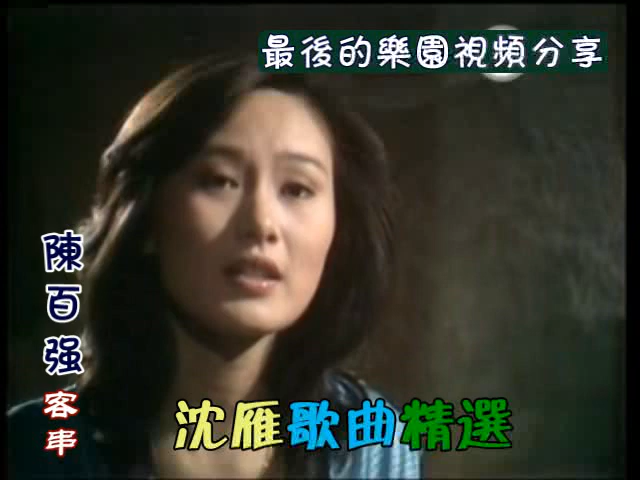 最後的樂園視頻分享
陳百强
客串
沈雁歌曲精選